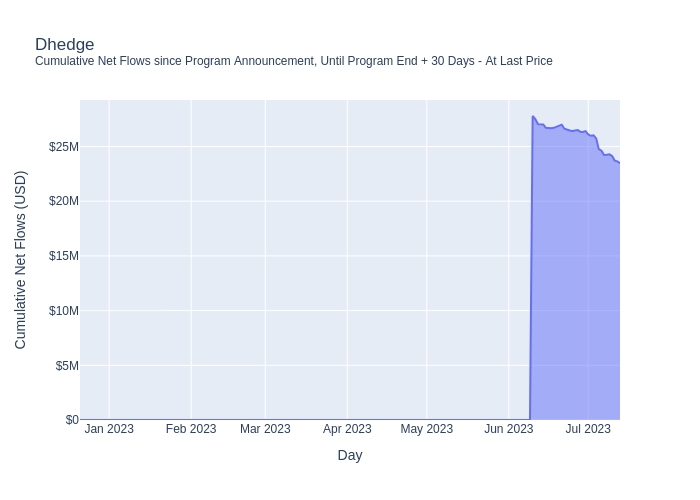 Dhedge
Cumulative Net Flows since Program Announcement, Until Program End + 30 Days - At Last Price
Cumulative Net Flows (USD)
$25M
$20M
$15M
$10M
$5M
$0
Jan 2023
Feb 2023
Mar 2023
Apr 2023
May 2023
Jun 2023
Jul 2023
Day